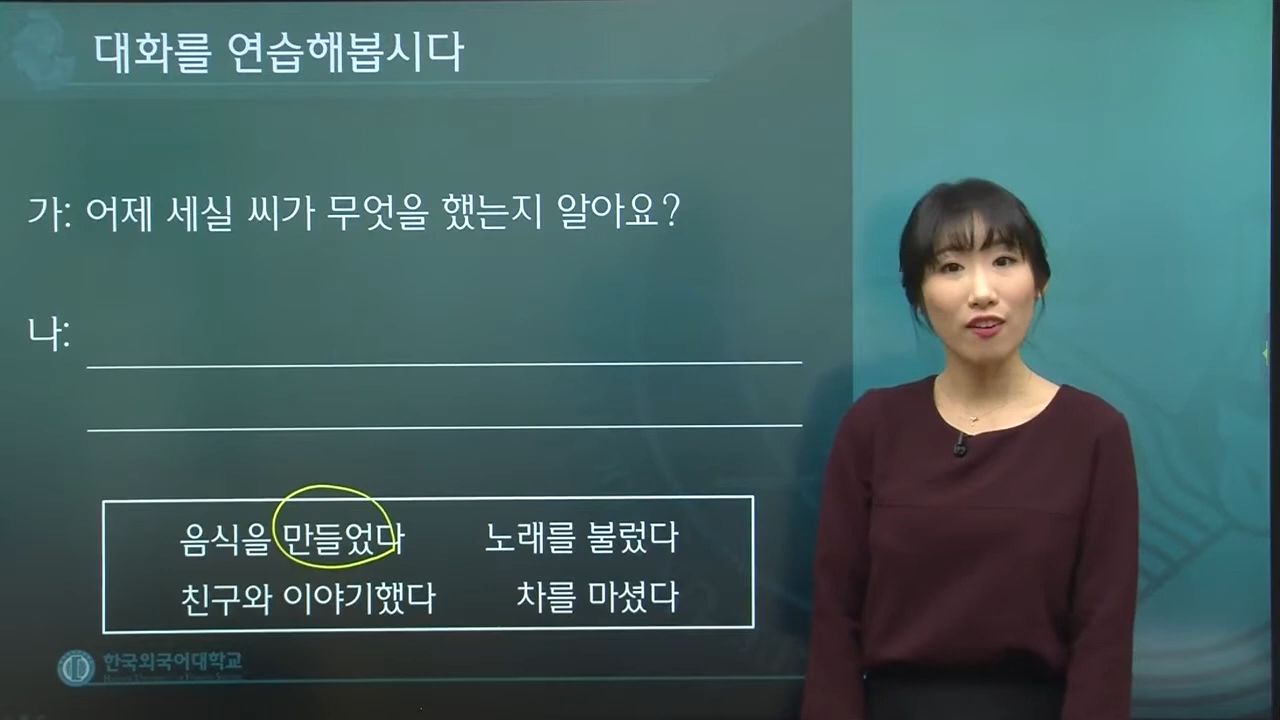 대화를 연습해봅시다
가: 어제 세실 씨가 무엇을 했는지 알아요?
나:
음식을 만들었다 노래를 불렀다
친구와 이야기했다 차를 마셨다
한국외국어대학교